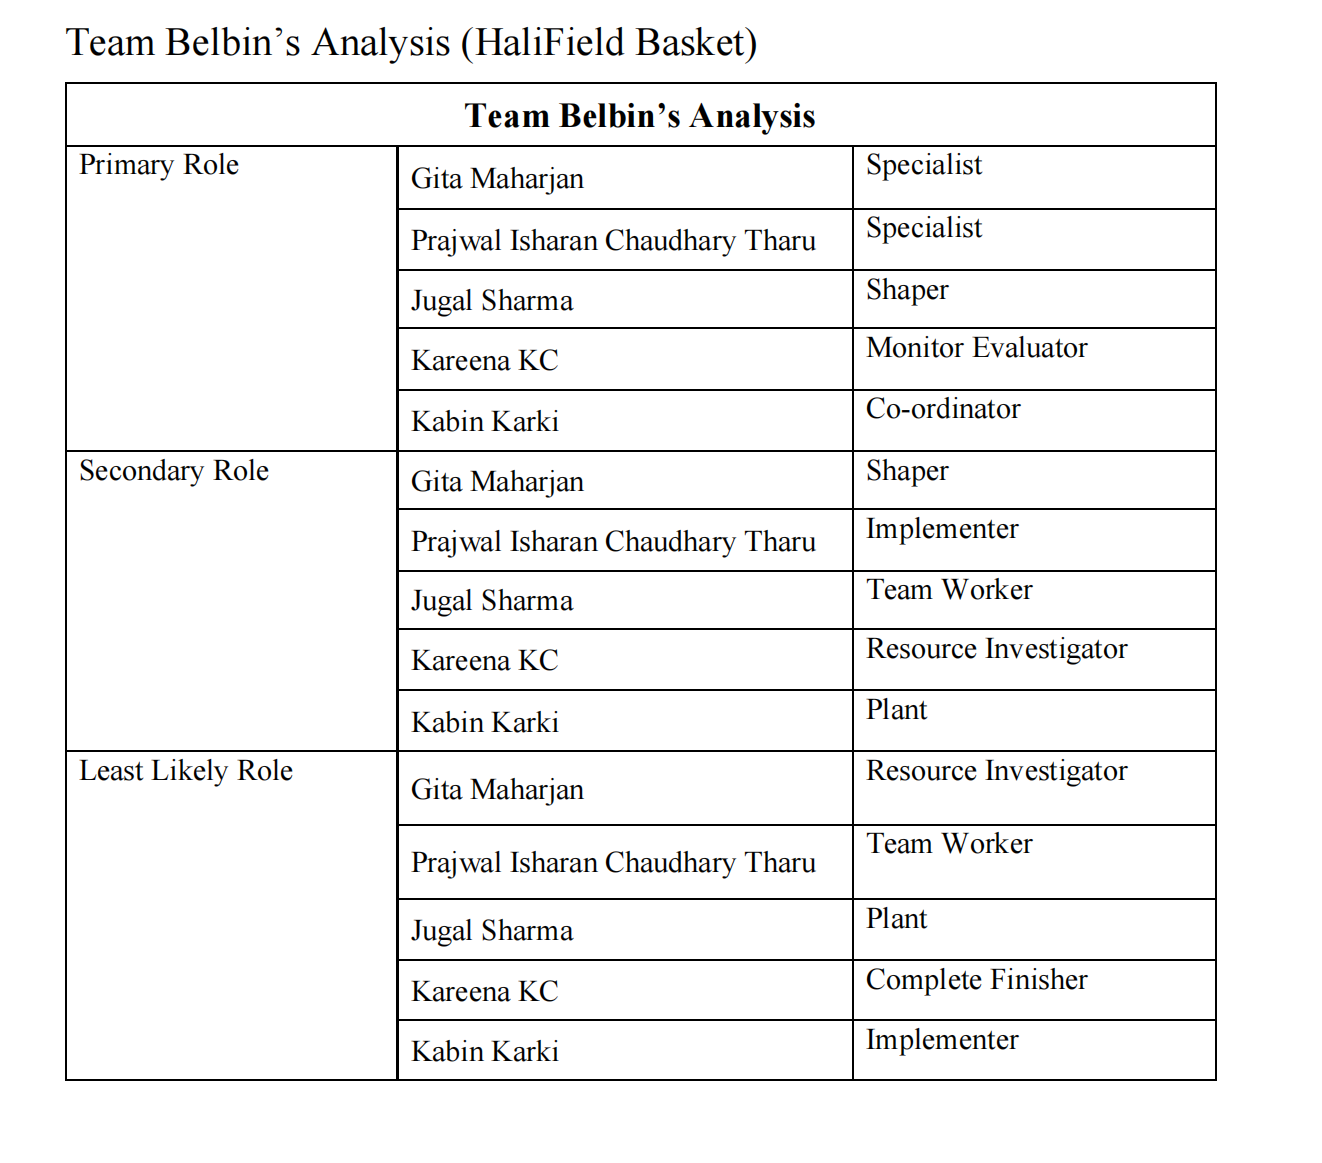 Team Belbin’s Analysis (HaliField Basket)
Team Belbin’s Analysis
Primary Role
Gita Maharjan
Specialist
Prajwal Isharan Chaudhary Tharu
Specialist
Jugal Sharma
Shaper
Kareena KC
Monitor Evaluator
Kabin Karki
Co-ordinator
Secondary Role
Gita Maharjan
Shaper
Prajwal Isharan Chaudhary Tharu
Implementer
Jugal Sharma
Team Worker
Kareena KC
Resource Investigator
Kabin Karki
Plant
Least Likely Role
Gita Maharjan
Resource Investigator
Prajwal Isharan Chaudhary Tharu
Team Worker
Jugal Sharma
Plant
Kareena KC
Complete Finisher
Kabin Karki
Implementer